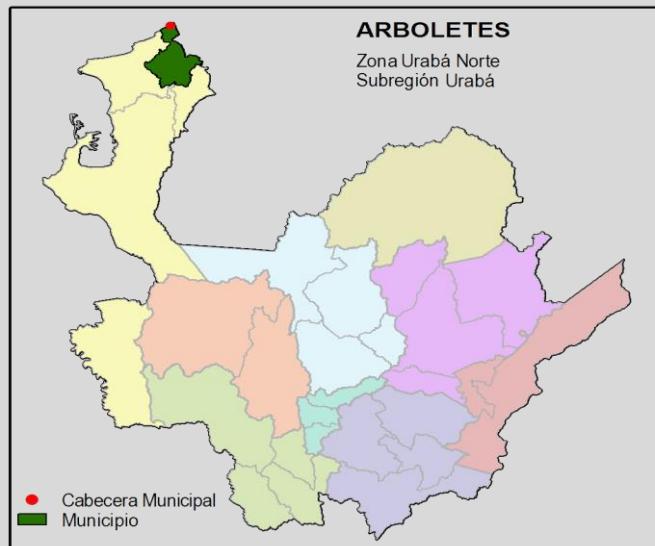 ARBOLETES
Zona Urabá Norte
Subregión Urabá
Cabecera Municipal
Municipio